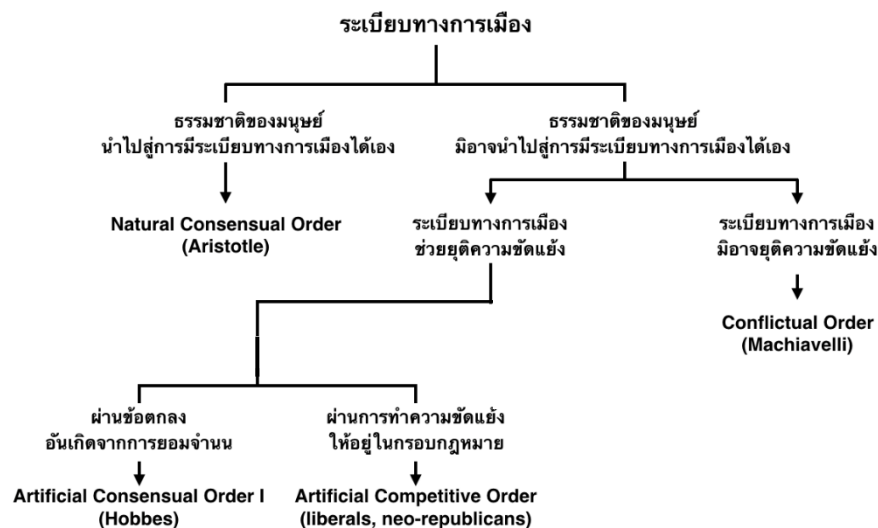 ระเบียบทางการเมือง
ธรรมชาติของมนุษย์
นำไปสู่การมีระเบียบทางการเมืองได้เอง
ธรรมชาติของมนุษย์
มิอาจนำไปสู่การมีระเบียบทางการเมืองได้เอง
Natural Consensual Order
(Aristotle)
ระเบียบทางการเมือง
ช่วยยุติความขัดแย้ง
ระเบียบทางการเมือง
มิอาจยุติความขัดแย้ง
Conflictual Order
(Machiavelli)
ผ่านข้อตกลง
อันเกิดจากการยอมจำนน
ผ่านการทำความขัดแย้ง
ให้อยู่ในกรอบกฎหมาย
Artificial Consensual Order I
(Hobbes)
Artificial Competitive Order
(liberals, neo-republicans)